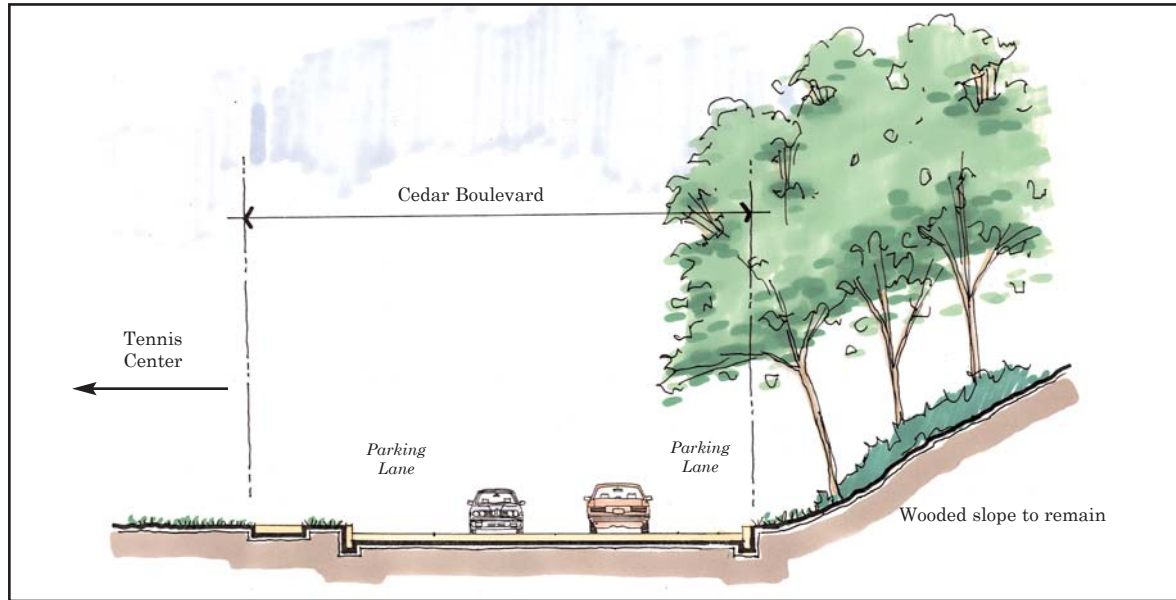 Cedar Boulevard
Tennis
Center
Parking
Lane
Parking
Lane
Wooded slope to remain